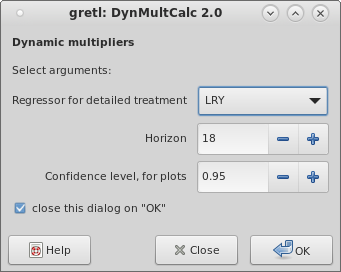 gretl: DynMultCalc 2.0
Dynamic multipliers
Select arguments:
Regressor for detailed treatment LRY
Horizon 18
Confidence level, for plots 0.95
close this dialog on "OK"
Help Close OK